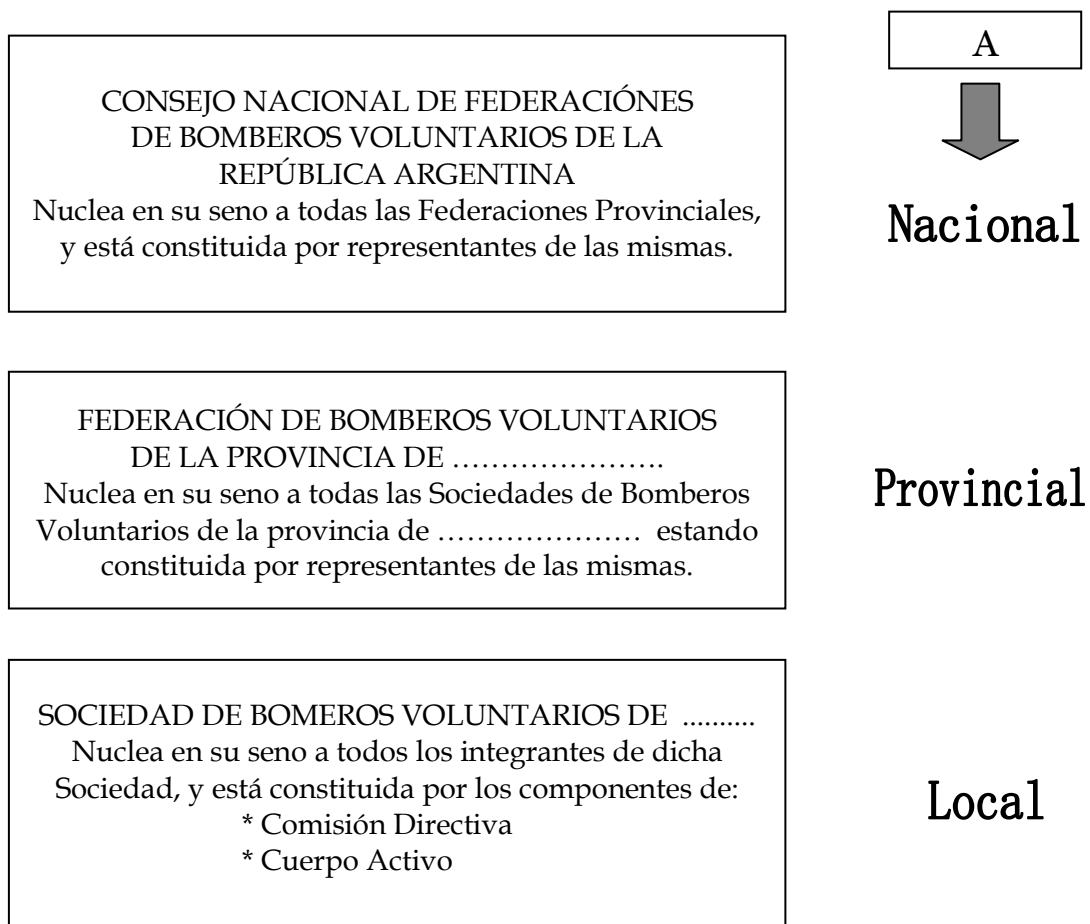 A
CONSEJO NACIONAL DE FEDERACIÓNES
DE BOMBEROS VOLUNTARIOS DE LA
REPÚBLICA ARGENTINA
Nuclea en su seno a todas las Federaciones Provinciales,
y está constituida por representantes de las mismas.
Nacional
FEDERACIÓN DE BOMBEROS VOLUNTARIOS
DE LA PROVINCIA DE ………………….
Nuclea en su seno a todas las Sociedades de Bomberos
Voluntarios de la provincia de ………………… estando
constituida por representantes de las mismas.
Provincial
SOCIEDAD DE BOMEROS VOLUNTARIOS DE ..........
Nuclea en su seno a todos los integrantes de dicha
Sociedad, y está constituida por los componentes de:
* Comisión Directiva
* Cuerpo Activo
Local